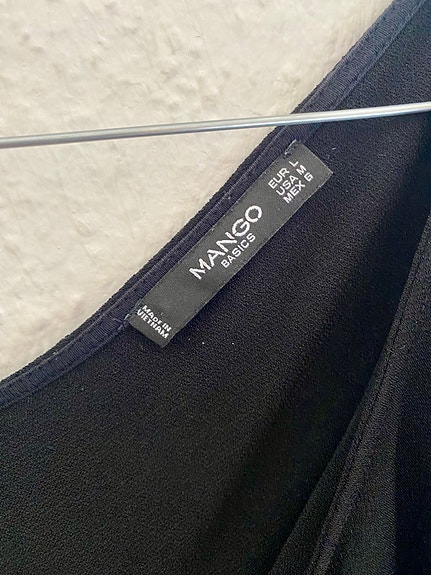 MANGO
BASICS
EUR L
USA M
MEX G
MADE IN
VIETNAM